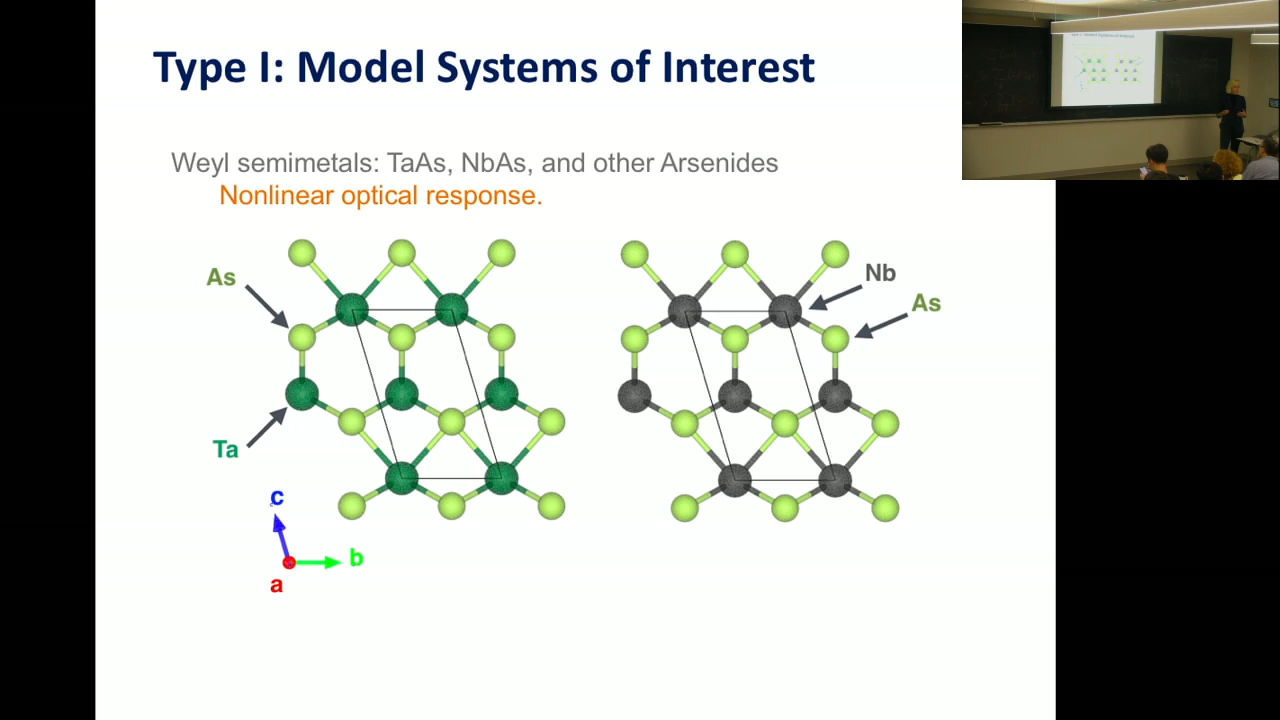 Type I: Model Systems of Interest
Weyl semimetals: TaAs, NbAs, and other Arsenides
Nonlinear optical response.
As
Ta
Nb
As
c
b
a